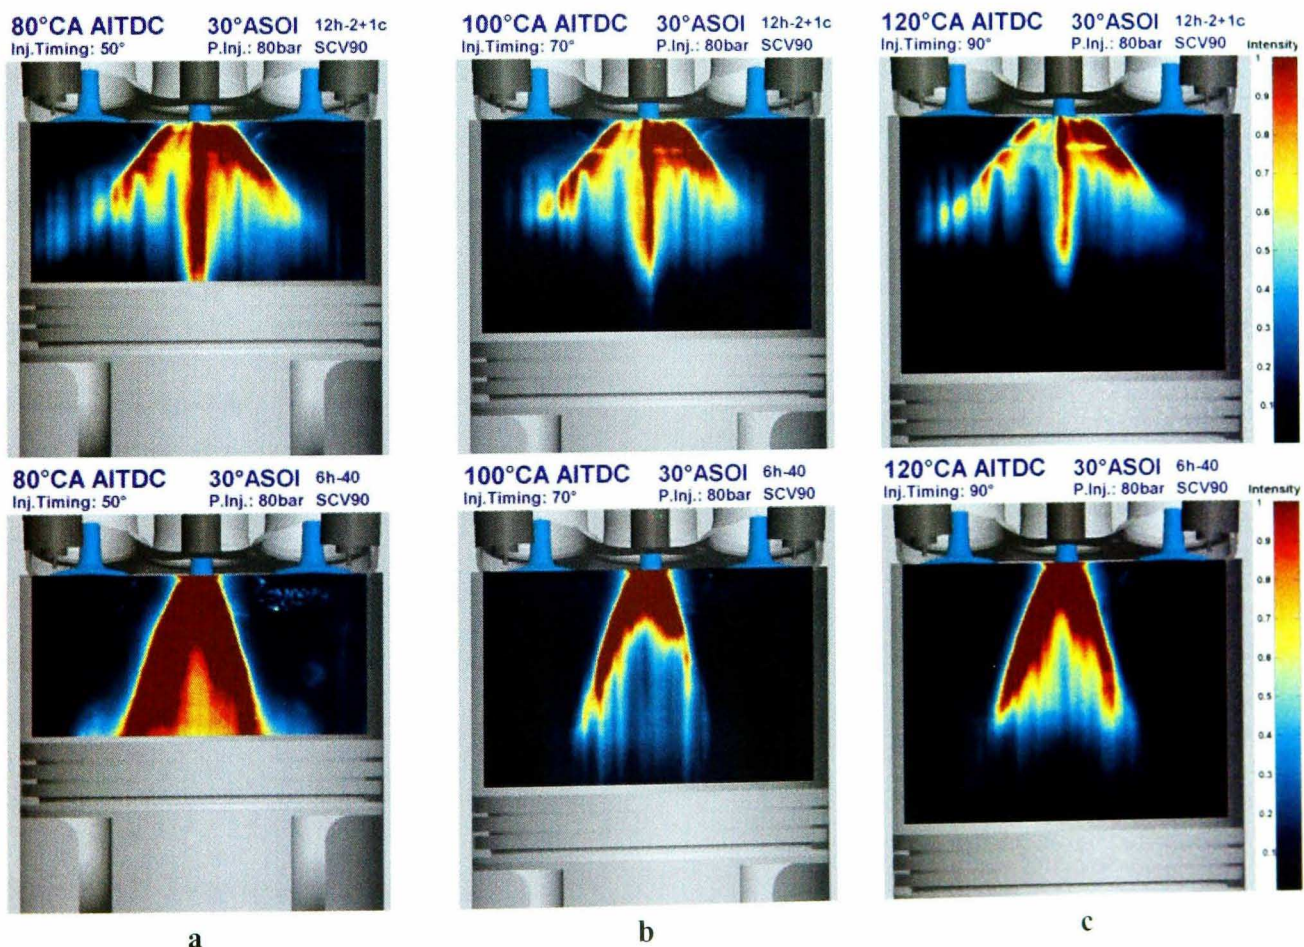 80°CA AITDC 30°ASOI 12h-2+1c
Inj.Timing: 50° P.Inj.: 80bar SCV90
100°CA AITDC 30°ASOI 12h-2+1c
Inj.Timing: 70° P.Inj.: 80bar SCV90
120°CA AITDC 30°ASOI 12h-2+1c
Inj.Timing: 90° P.Inj.: 80bar SCV90
Intensity
1
0.9
0.8
0.7
0.6
0.5
0.4
0.3
0.2
0.1
80°CA AITDC 30°ASOI 6h-40
Inj.Timing: 50° P.Inj.: 80bar SCV90
100°CA AITDC 30°ASOI 6h-40
Inj.Timing: 70° P.Inj.: 80bar SCV90
120°CA AITDC 30°ASOI 6h-40
Inj.Timing: 90° P.Inj.: 80bar SCV90
Intensity
1
0.9
0.8
0.7
0.6
0.5
0.4
0.3
0.2
0.1
a
b
c